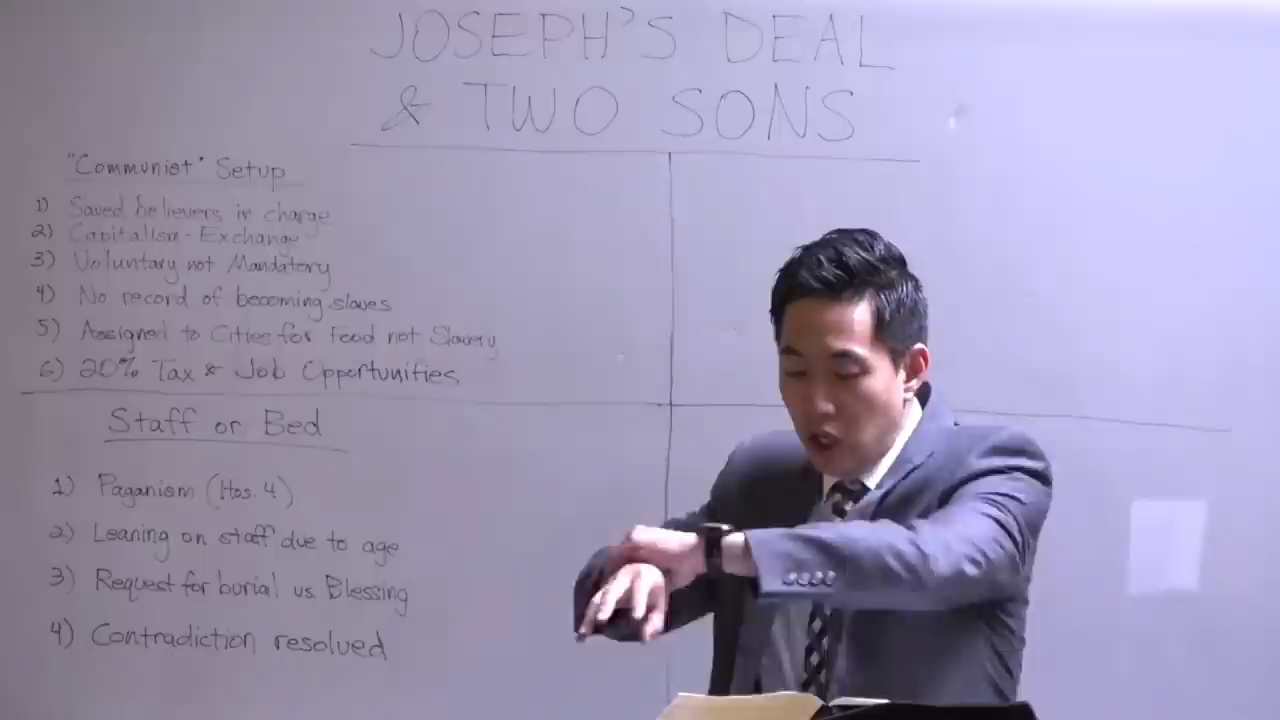 JOSEPH'S DEAL
& TWO SONS
"Communist" Setup
1) Saved believers in charge
2) Capitalism - Exchange
3) Voluntary not Mandatory
4) No record of becoming slaves
5) Assigned to Cities for Food not Slavery
6) 20% Tax & Job Opportunities
Staff or Bed
1) Paganism (Hos. 4)
2) Leaning on staff due to age
3) Request for burial vs. Blessing
4) Contradiction resolved